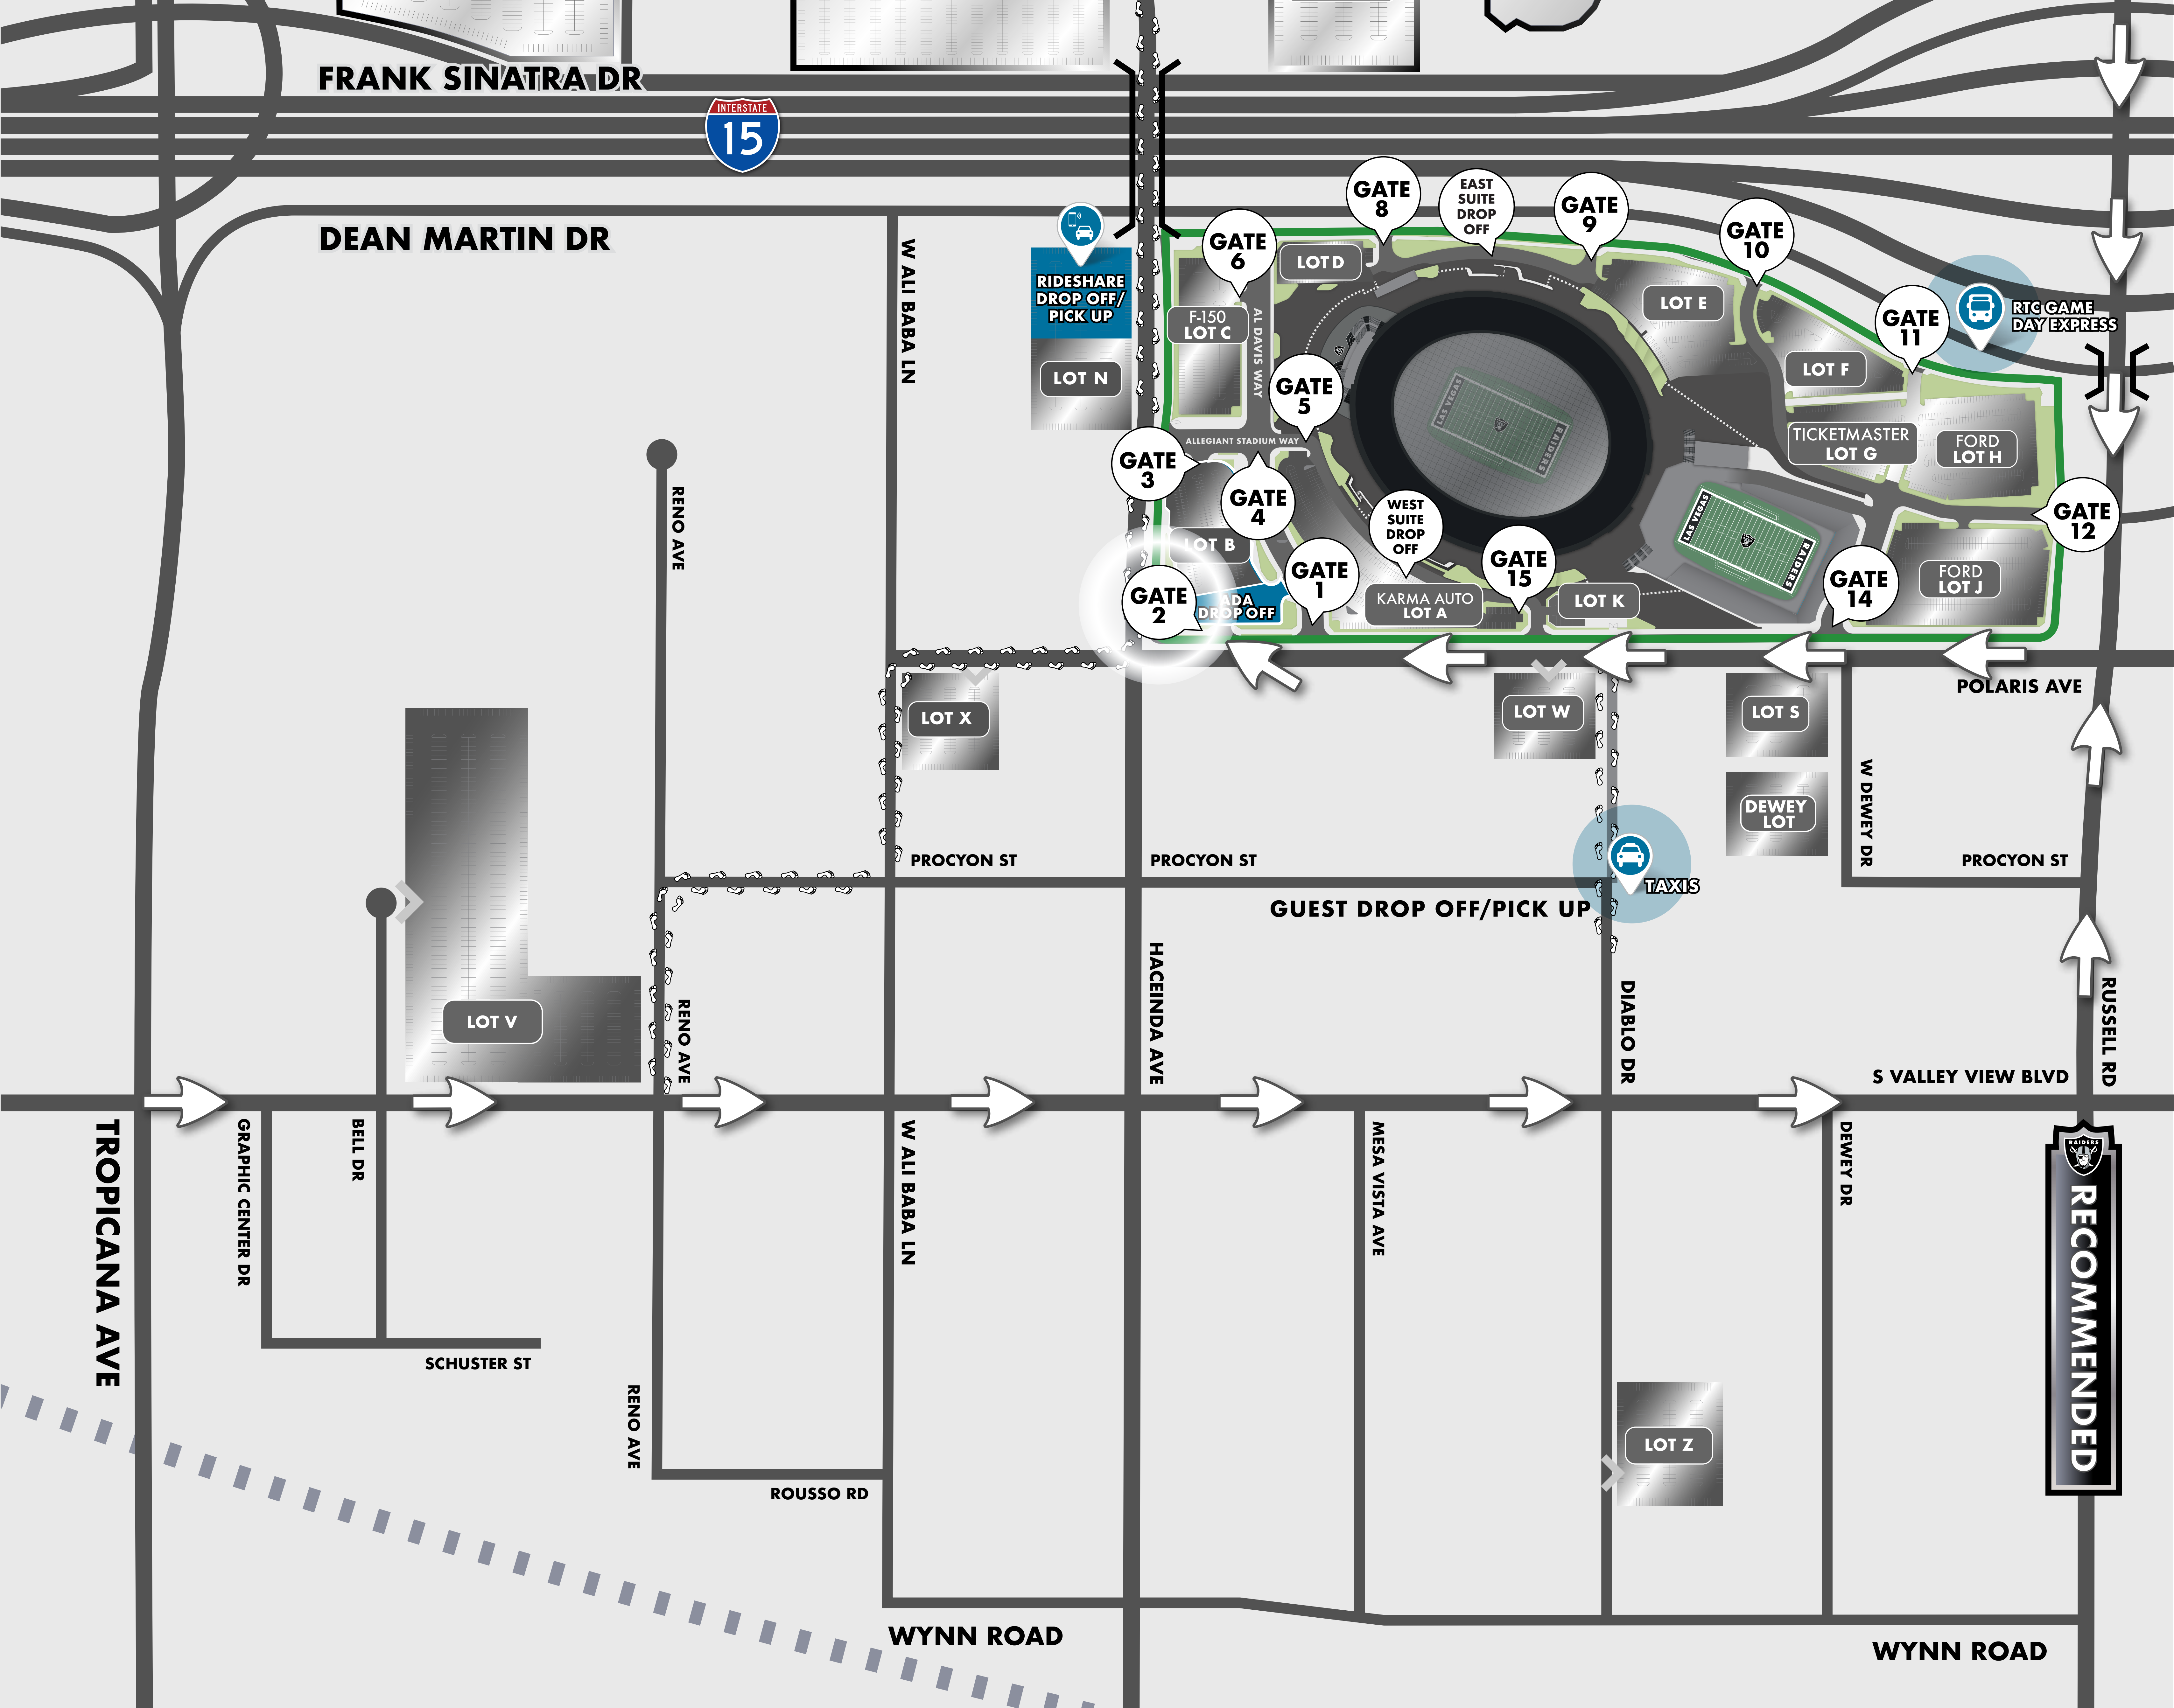 FRANK SINATRA DR
INTERSTATE
15
DEAN MARTIN DR
W ALI BABA LN
RIDESHARE
DROP OFF/
PICK UP
LOT N
GATE
6
LOT D
GATE
8
EAST
SUITE
DROP
OFF
GATE
9
GATE
10
LOT E
GATE
11
RTC GAME
DAY EXPRESS
F-150
LOT C
AL DAVIS WAY
GATE
5
LOT F
LAS VEGAS
RAIDERS
TICKETMASTER
LOT G
FORD
LOT H
ALLEGIANT STADIUM WAY
GATE
3
GATE
4
WEST
SUITE
DROP
OFF
GATE
12
LAS VEGAS
RAIDERS
LOT B
GATE
2
ADA
DROP OFF
GATE
1
KARMA AUTO
LOT A
GATE
15
LOT K
GATE
14
FORD
LOT J
RENO AVE
POLARIS AVE
LOT X
LOT W
LOT S
DEWEY
LOT
W DEWEY DR
PROCYON ST
PROCYON ST
PROCYON ST
TAXIS
GUEST DROP OFF/PICK UP
LOT V
RENO AVE
HACEINDA AVE
DIABLO DR
RUSSELL RD
S VALLEY VIEW BLVD
TROPICANA AVE
GRAPHIC CENTER DR
BELL DR
W ALI BABA LN
MESA VISTA AVE
DEWEY DR
RAIDERS
RECOMMENDED
SCHUSTER ST
RENO AVE
LOT Z
ROUSSO RD
WYNN ROAD
WYNN ROAD